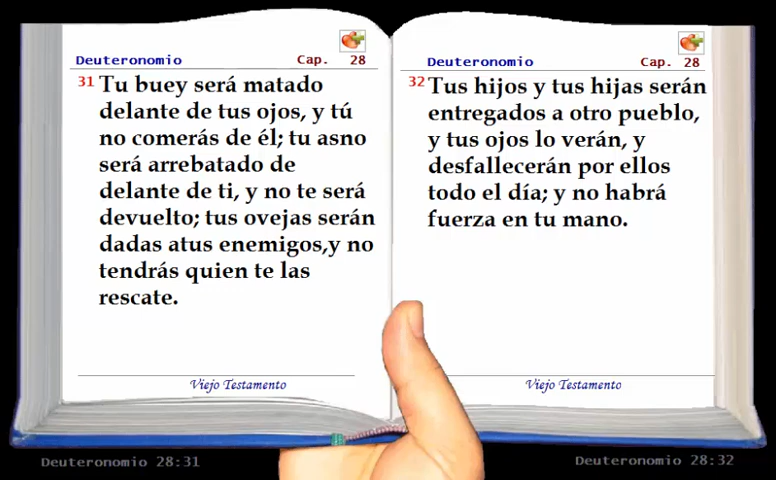 Deuteronomio Cap. 28
31 Tu buey será matado
delante de tus ojos, y tú
no comerás de él; tu asno
será arrebatado de
delante de ti, y no te será
devuelto; tus ovejas serán
dadas atus enemigos,y no
tendrás quien te las
rescate.
Viejo Testamento
Deuteronomio 28:31
Deuteronomio Cap. 28
32 Tus hijos y tus hijas serán
entregados a otro pueblo,
y tus ojos lo verán, y
desfallecerán por ellos
todo el día; y no habrá
fuerza en tu mano.
Viejo Testamento
Deuteronomio 28:32